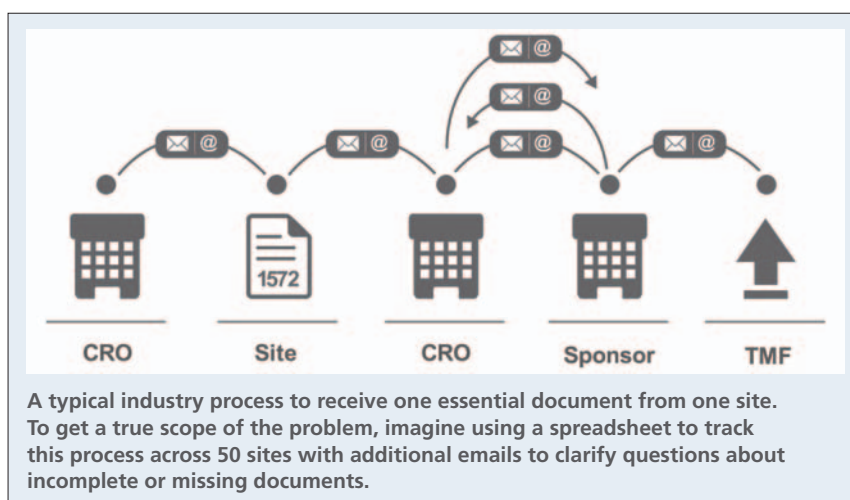 @
@
@ @
@ @
1572
CRO Site CRO Sponsor TMF
A typical industry process to receive one essential document from one site.
To get a true scope of the problem, imagine using a spreadsheet to track
this process across 50 sites with additional emails to clarify questions about
incomplete or missing documents.